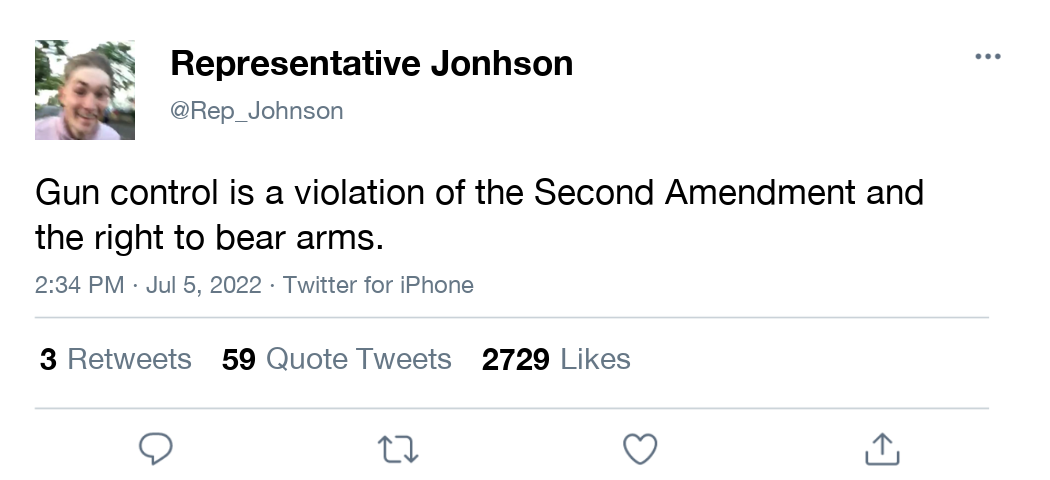 Representative Jonhson
@Rep_Johnson
Gun control is a violation of the Second Amendment and
the right to bear arms.
2:34 PM · Jul 5, 2022 · Twitter for iPhone
3 Retweets 59 Quote Tweets 2729 Likes